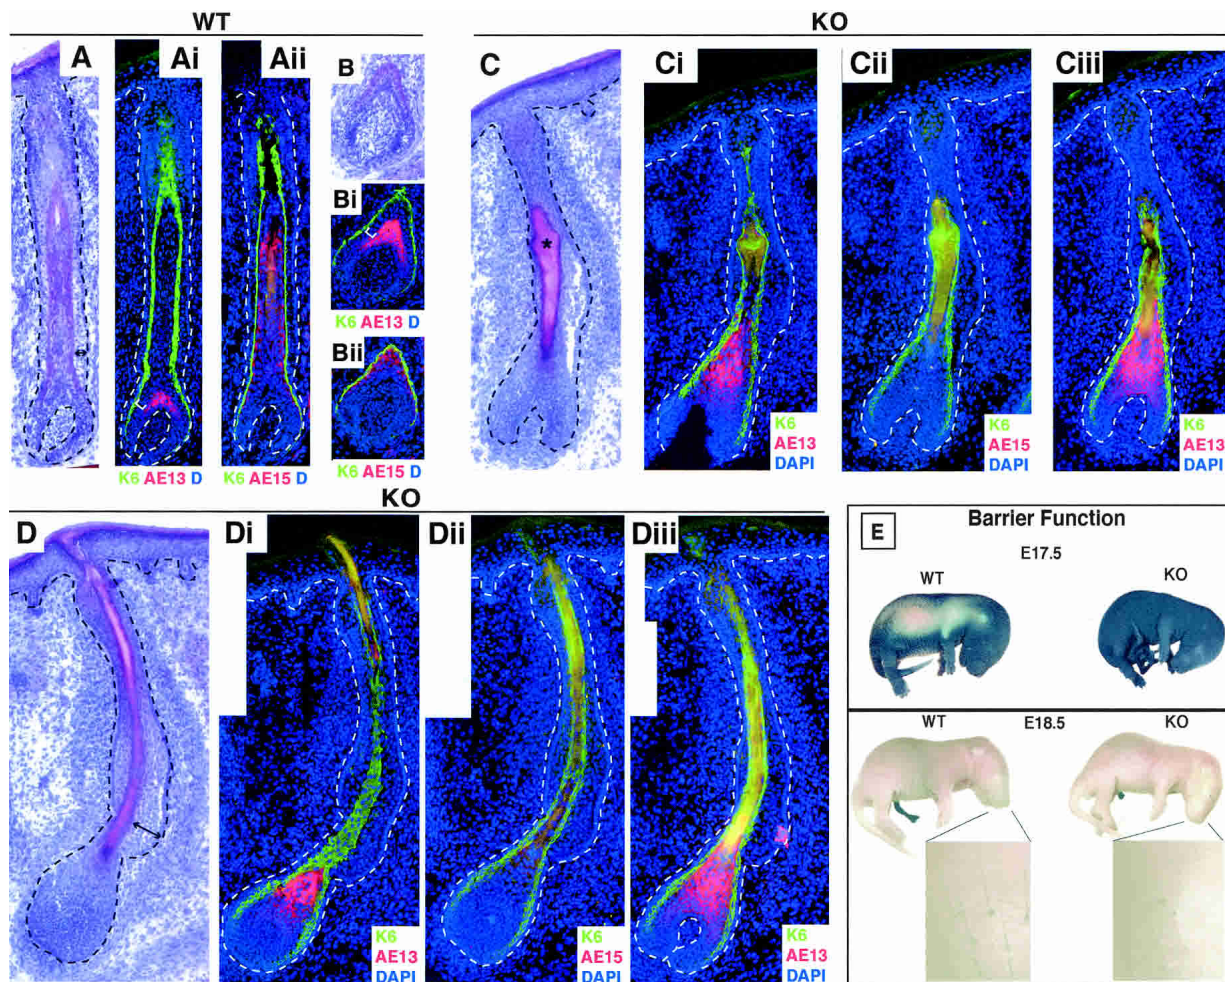 WT
KO
A
Ai
Aii
B
Bi
K6 AE13 D
Bii
K6 AE15 D
K6 AE13 D
K6 AE15 D
C
Ci
K6
AE13
DAPI
Cii
K6
AE15
DAPI
Ciii
K6
AE13
DAPI
KO
D
*
Di
K6
AE13
DAPI
Dii
K6
AE15
DAPI
Diii
K6
AE13
DAPI
E
Barrier Function
E17.5
WT
KO
WT
E18.5
KO